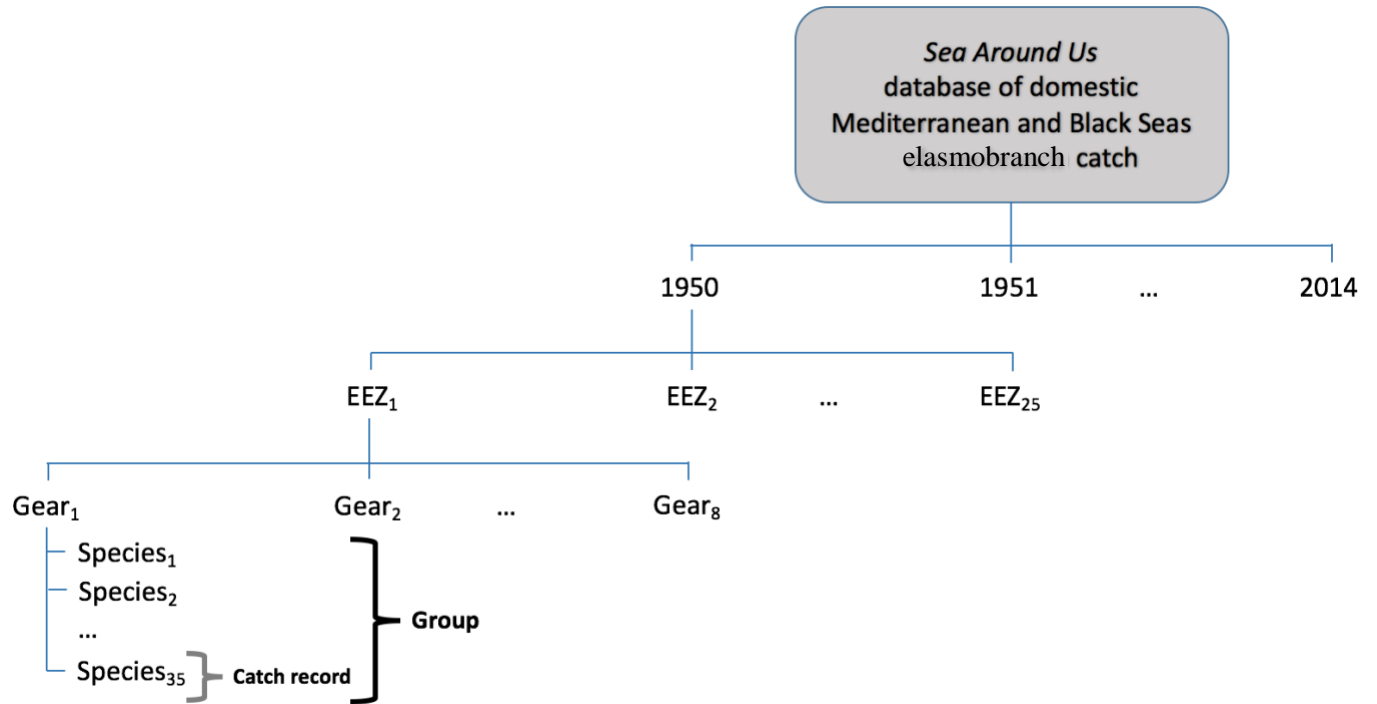 Sea Around Us
database of domestic
Mediterranean and Black Seas
elasmobranch catch
1950 1951 ... 2014
EEZ₁ EEZ₂ ... EEZ₂₅
Gear₁ Gear₂ ... Gear₈
Species₁
Species₂
...
Group
Species₃₅ Catch record